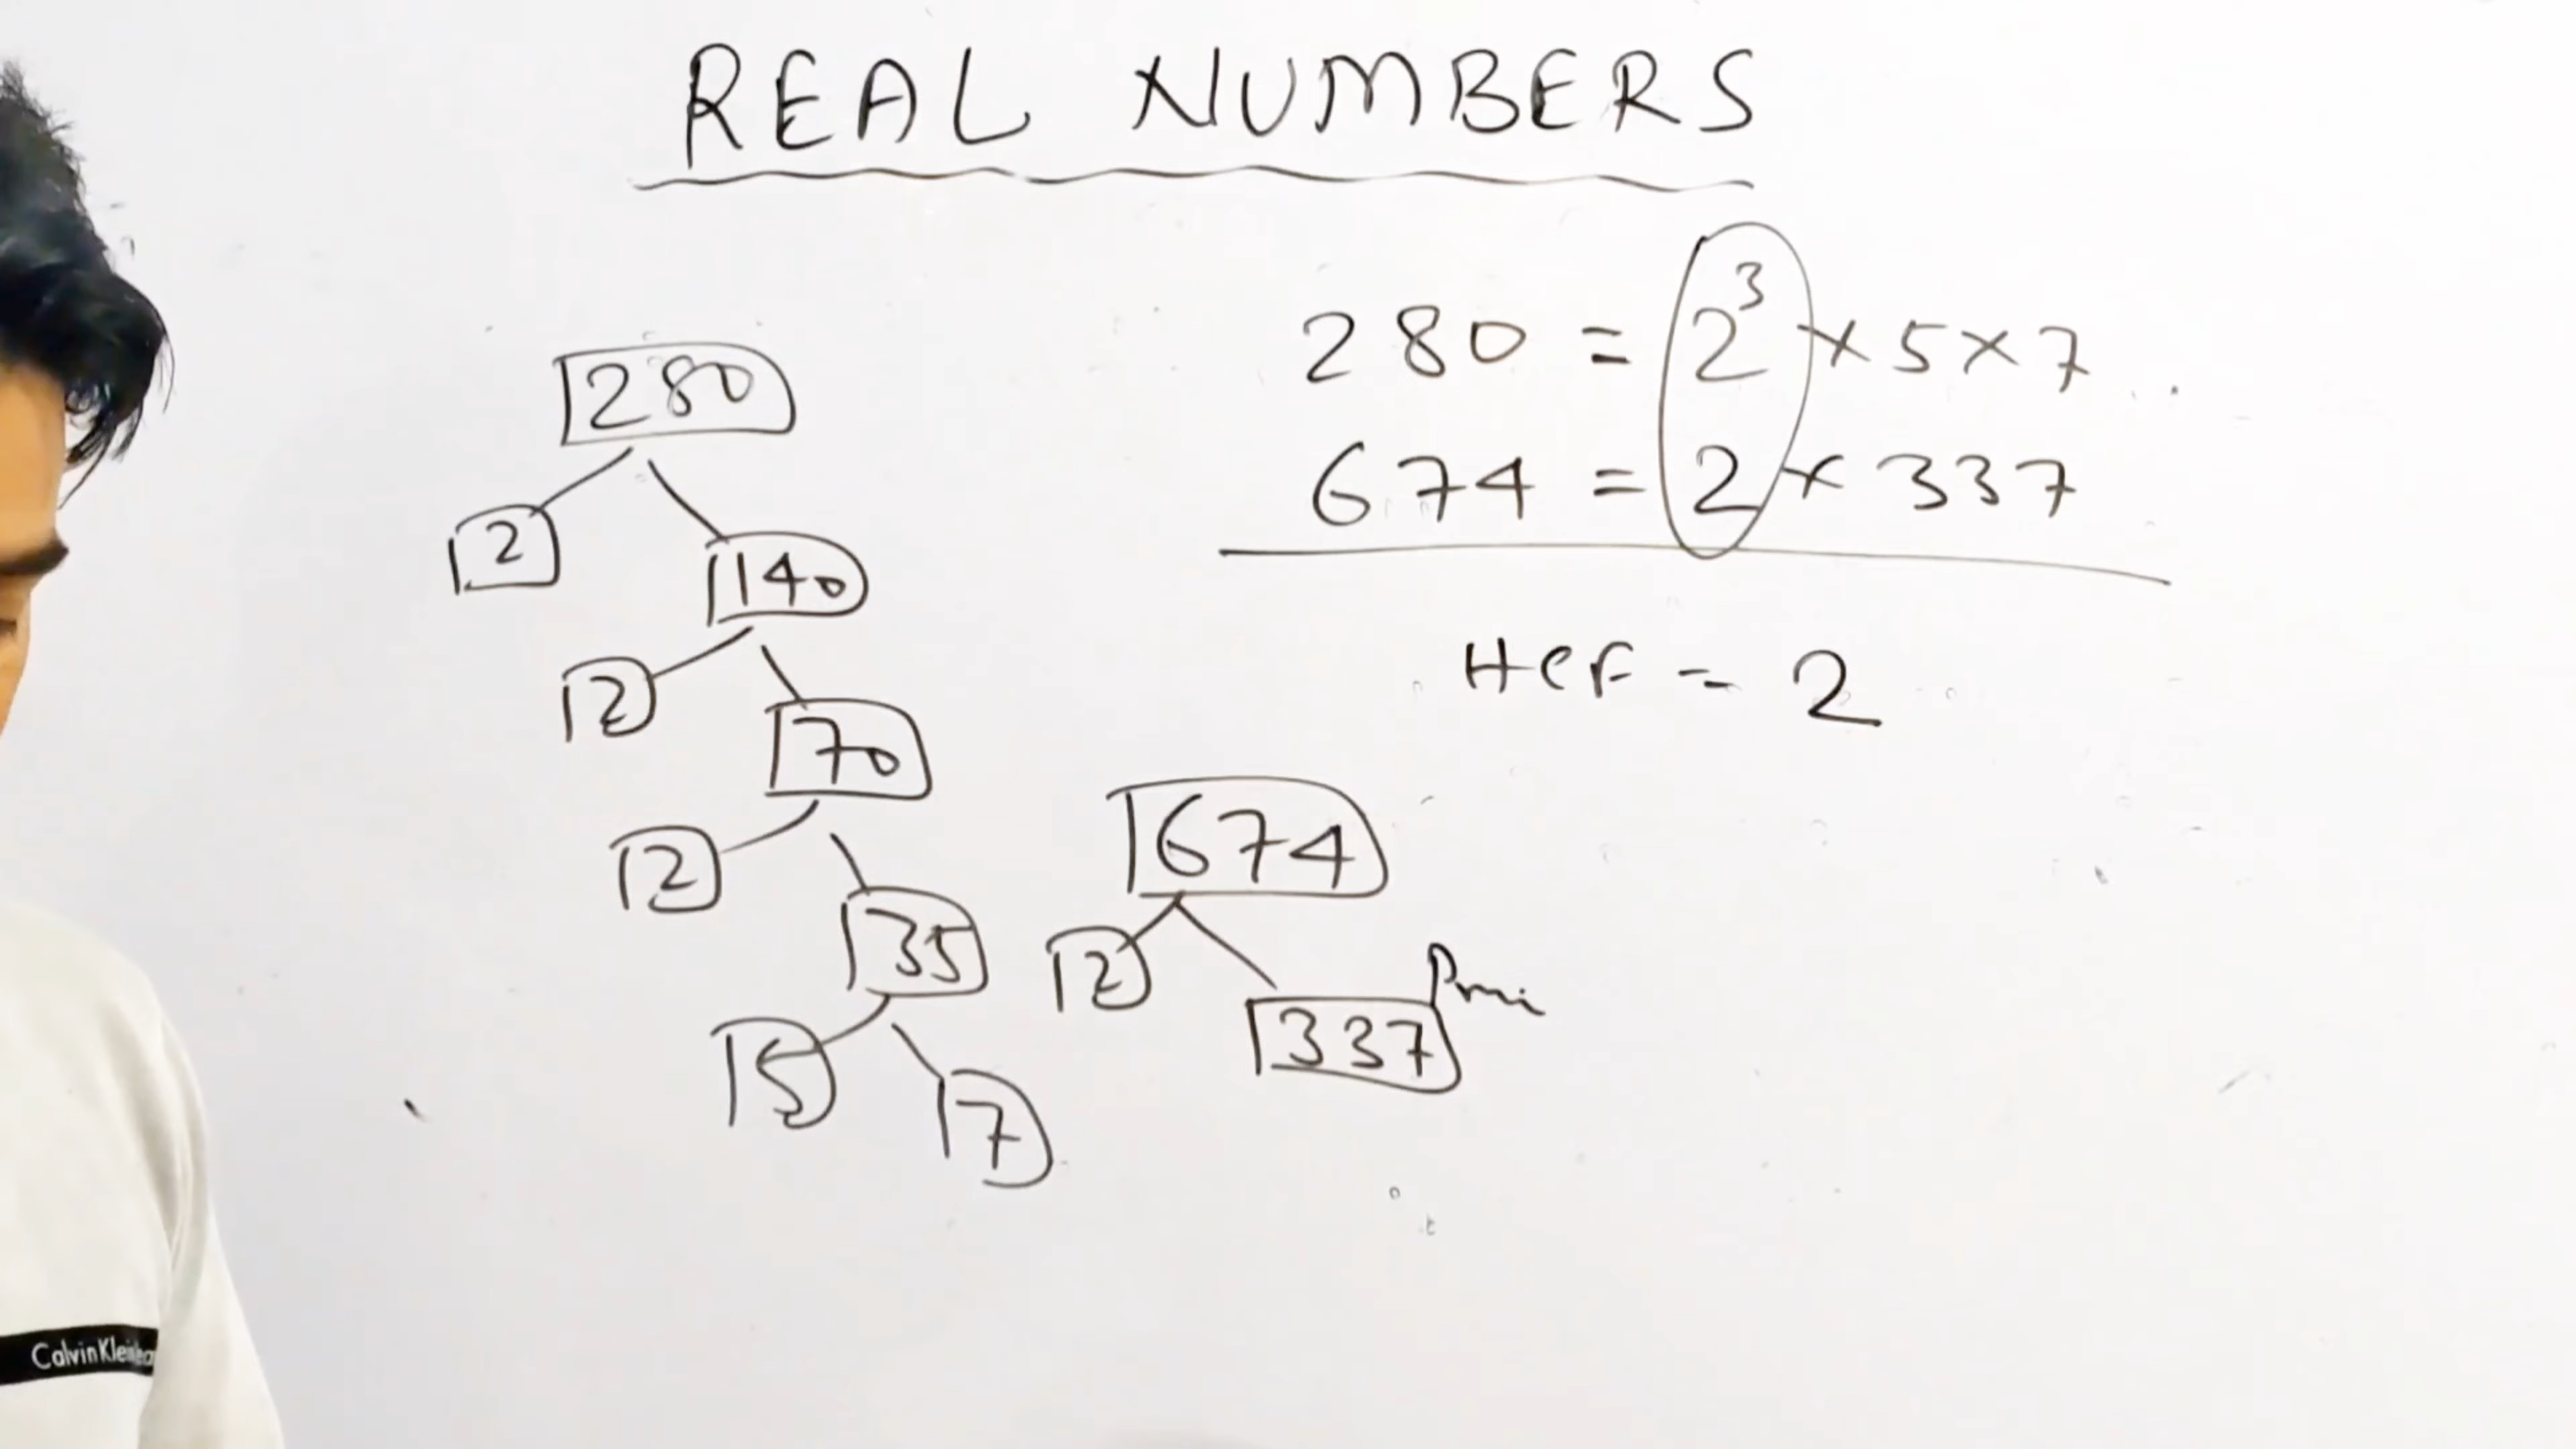 REAL NUMBERS
280 = 2³ × 5 × 7
674 = 2 × 337
HCF = 2
280
2
140
2
70
2
35
5
7
674
2
337
Calvin Klein